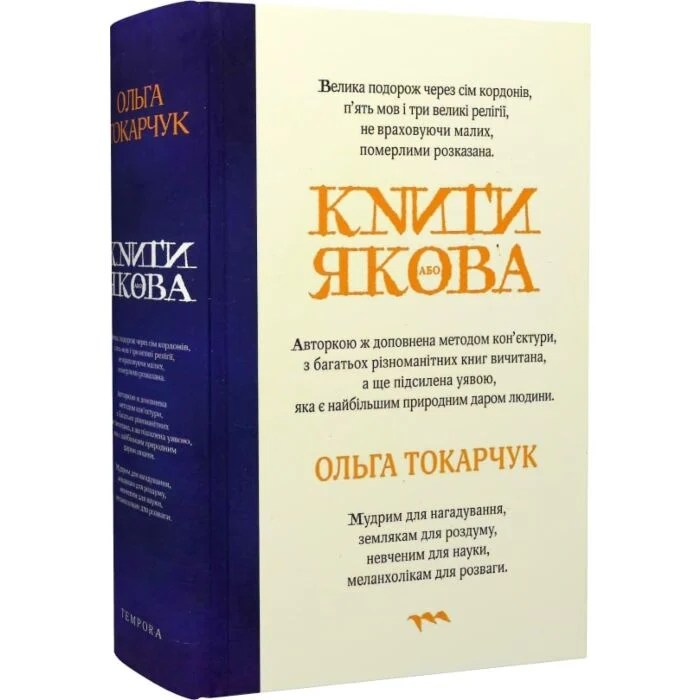 ОЛЬГА
ТОКАРЧУК
КНИГИ
ЯКОВА
TEMPORA
Велика подорож через сім кордонів,
п'ять мов і три великі релігії,
не враховуючи малих,
померлими розказана.
КНИГИ
АБО
ЯКОВА
Авторкою ж доповнена методом кон'єктури,
з багатьох різноманітних книг вичитана,
а ще підсилена уявою,
яка є найбільшим природним даром людини.
ОЛЬГА ТОКАРЧУК
Мудрим для нагадування,
землякам для роздуму,
невченим для науки,
меланхолікам для розваги.